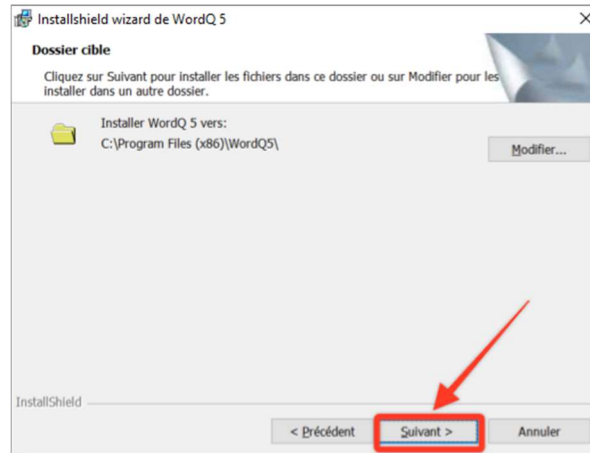 Installshield wizard de WordQ 5
Dossier cible
Cliquez sur Suivant pour installer les fichiers dans ce dossier ou sur Modifier pour les
installer dans un autre dossier.
Installer WordQ 5 vers:
C:\Program Files (x86)\WordQ5\
Modifier...
InstallShield
< Précédent
Suivant >
Annuler